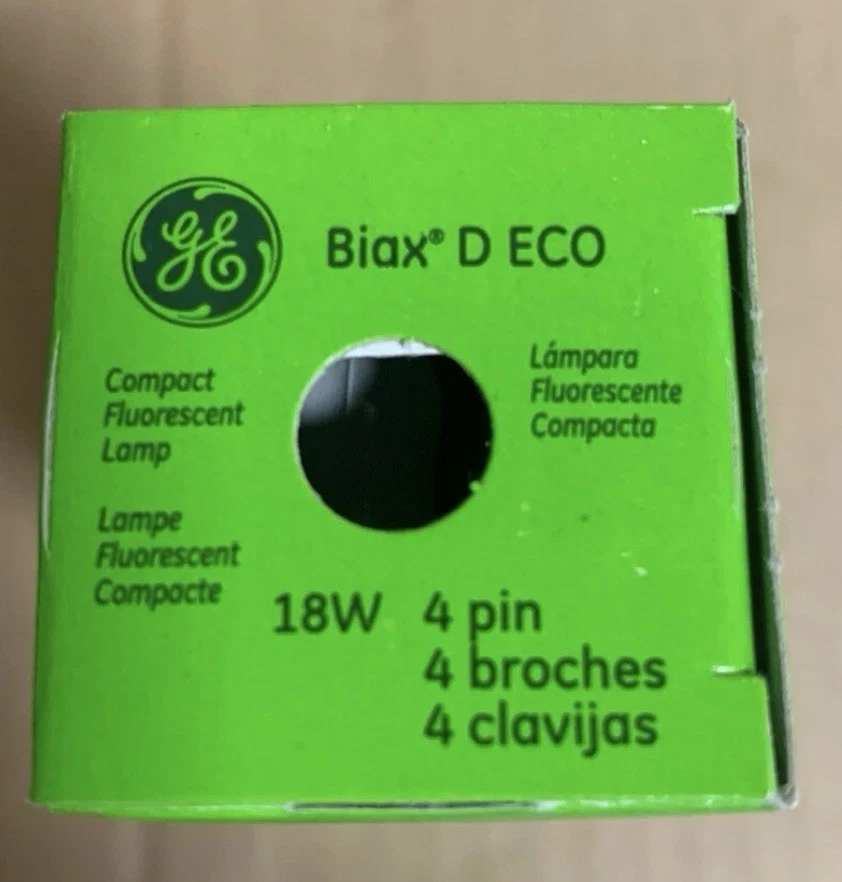 GE
Biax® D ECO
Compact
Fluorescent
Lamp
Lámpara
Fluorescente
Compacta
Lampe
Fluorescent
Compacte
18W 4 pin
4 broches
4 clavijas